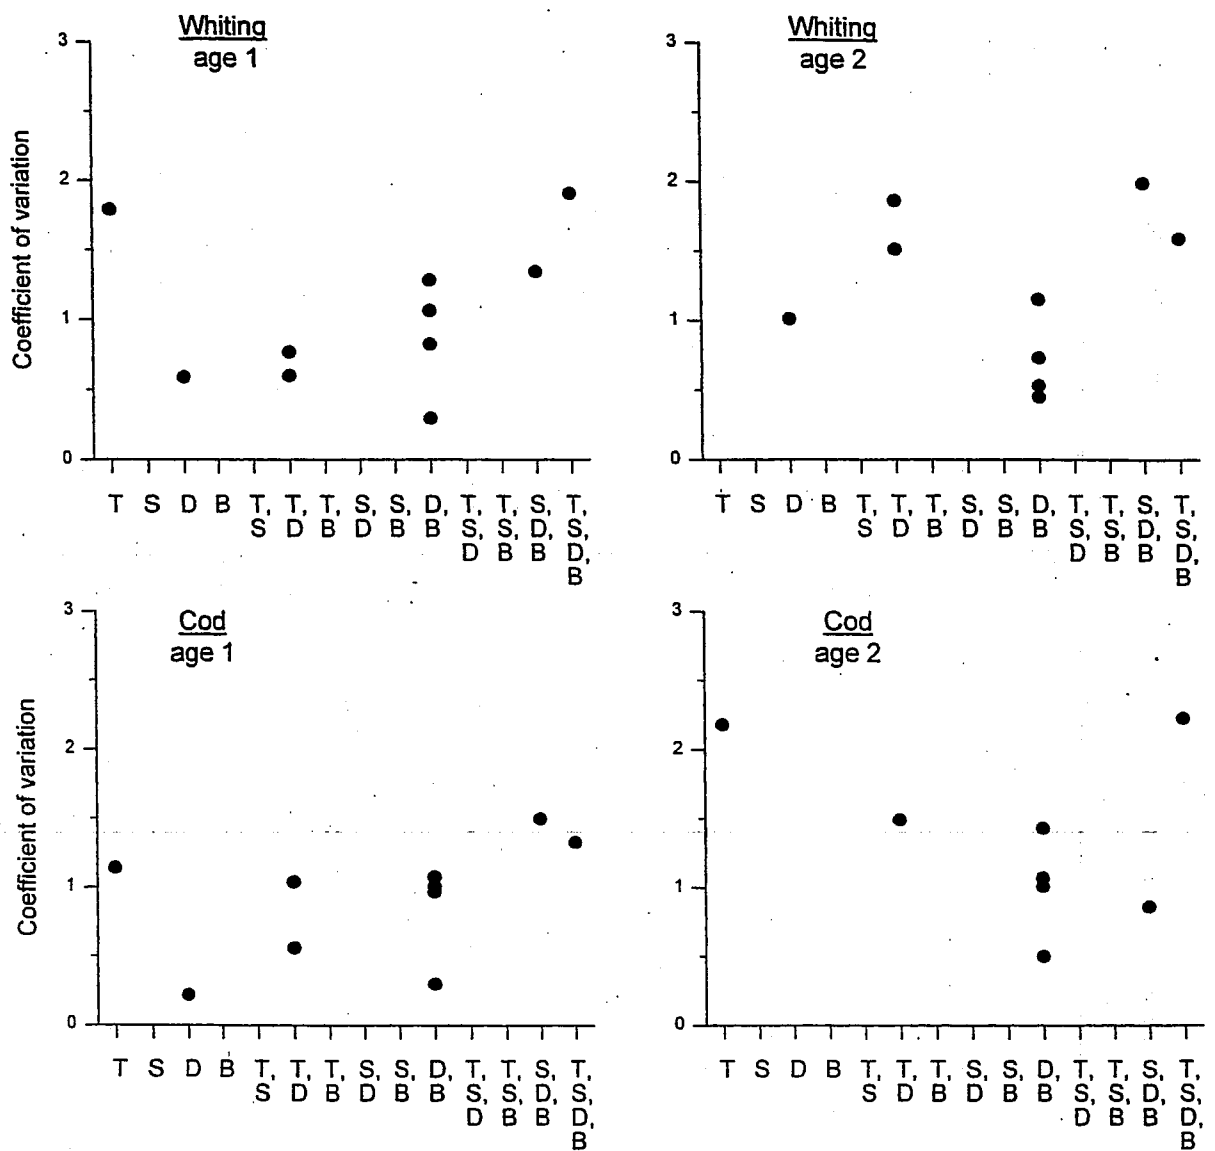 Whiting
age 1
3
2
1
0
Coefficient of variation
T S D B T, T, T, S, S, D, T, T, S, T,
S D B D B B S, S, D, S,
D B B D,
B
Whiting
age 2
3
2
1
0
T S D B T, T, T, S, S, D, T, T, S, T,
S D B D B B S, S, D, S,
D B B D,
B
Cod
age 1
3
2
1
0
Coefficient of variation
T S D B T, T, T, S, S, D, T, T, S, T,
S D B D B B S, S, D, S,
D B B D,
B
Cod
age 2
3
2
1
0
T S D B T, T, T, S, S, D, T, T, S, T,
S D B D B B S, S, D, S,
D B B D,
B